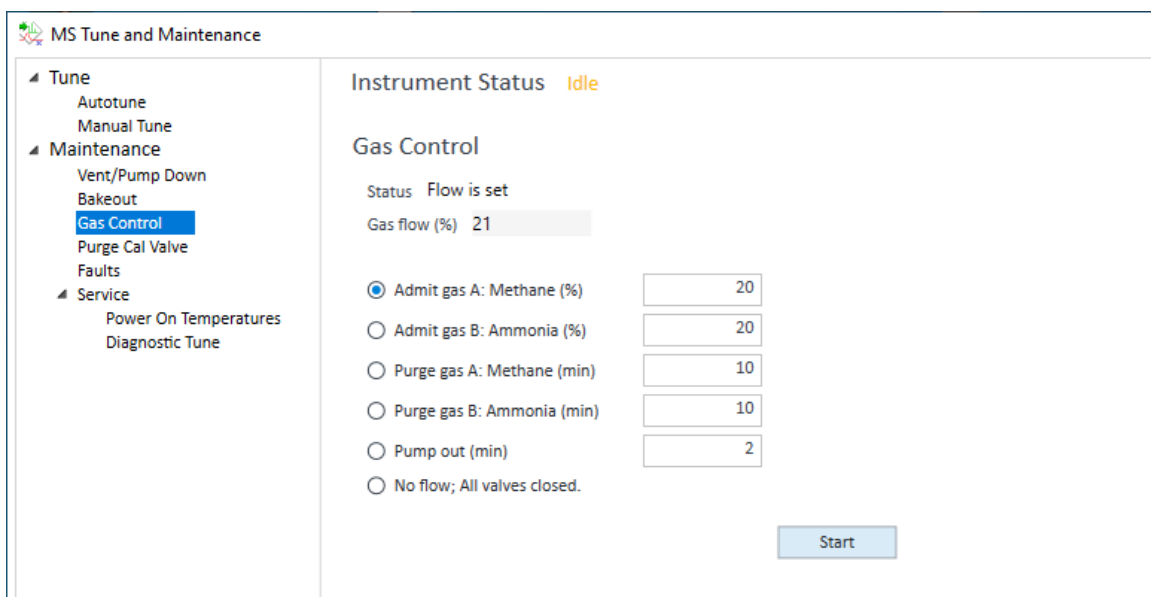 MS Tune and Maintenance
Tune
Autotune
Manual Tune
Maintenance
Vent/Pump Down
Bakeout
Gas Control
Purge Cal Valve
Faults
Service
Power On Temperatures
Diagnostic Tune
Instrument Status Idle
Gas Control
Status Flow is set
Gas flow (%) 21
Admit gas A: Methane (%) 20
Admit gas B: Ammonia (%) 20
Purge gas A: Methane (min) 10
Purge gas B: Ammonia (min) 10
Pump out (min) 2
No flow; All valves closed.
Start